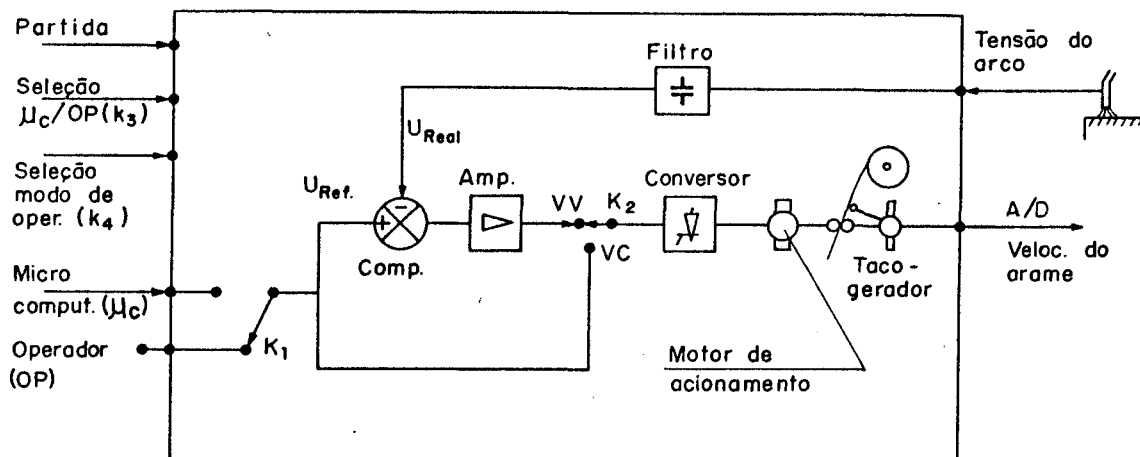 Partida
Seleção
μc/OP(k3)
Seleção
modo de
oper. (k4)
Micro
comput.(μc)
Operador
(OP)
K1
URef.
UReal
Comp.
Amp.
VV
K2
VC
Filtro
Conversor
Tensão do
arco
Taco-
gerador
A/D
Veloc. do
arame
Motor de
acionamento